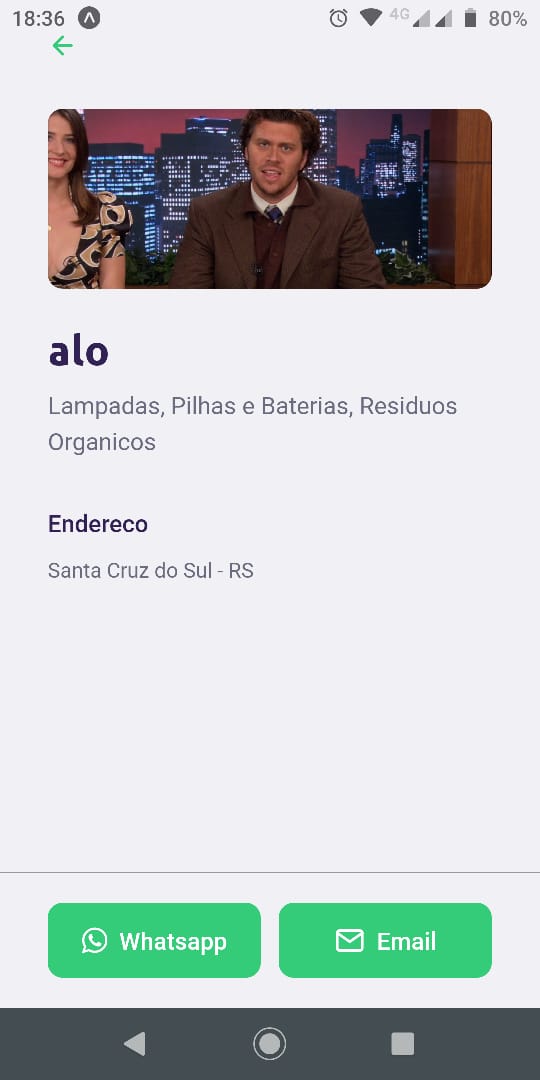 18:36
4G
80%
alo
Lampadas, Pilhas e Baterias, Residuos
Organicos
Endereco
Santa Cruz do Sul - RS
Whatsapp
Email